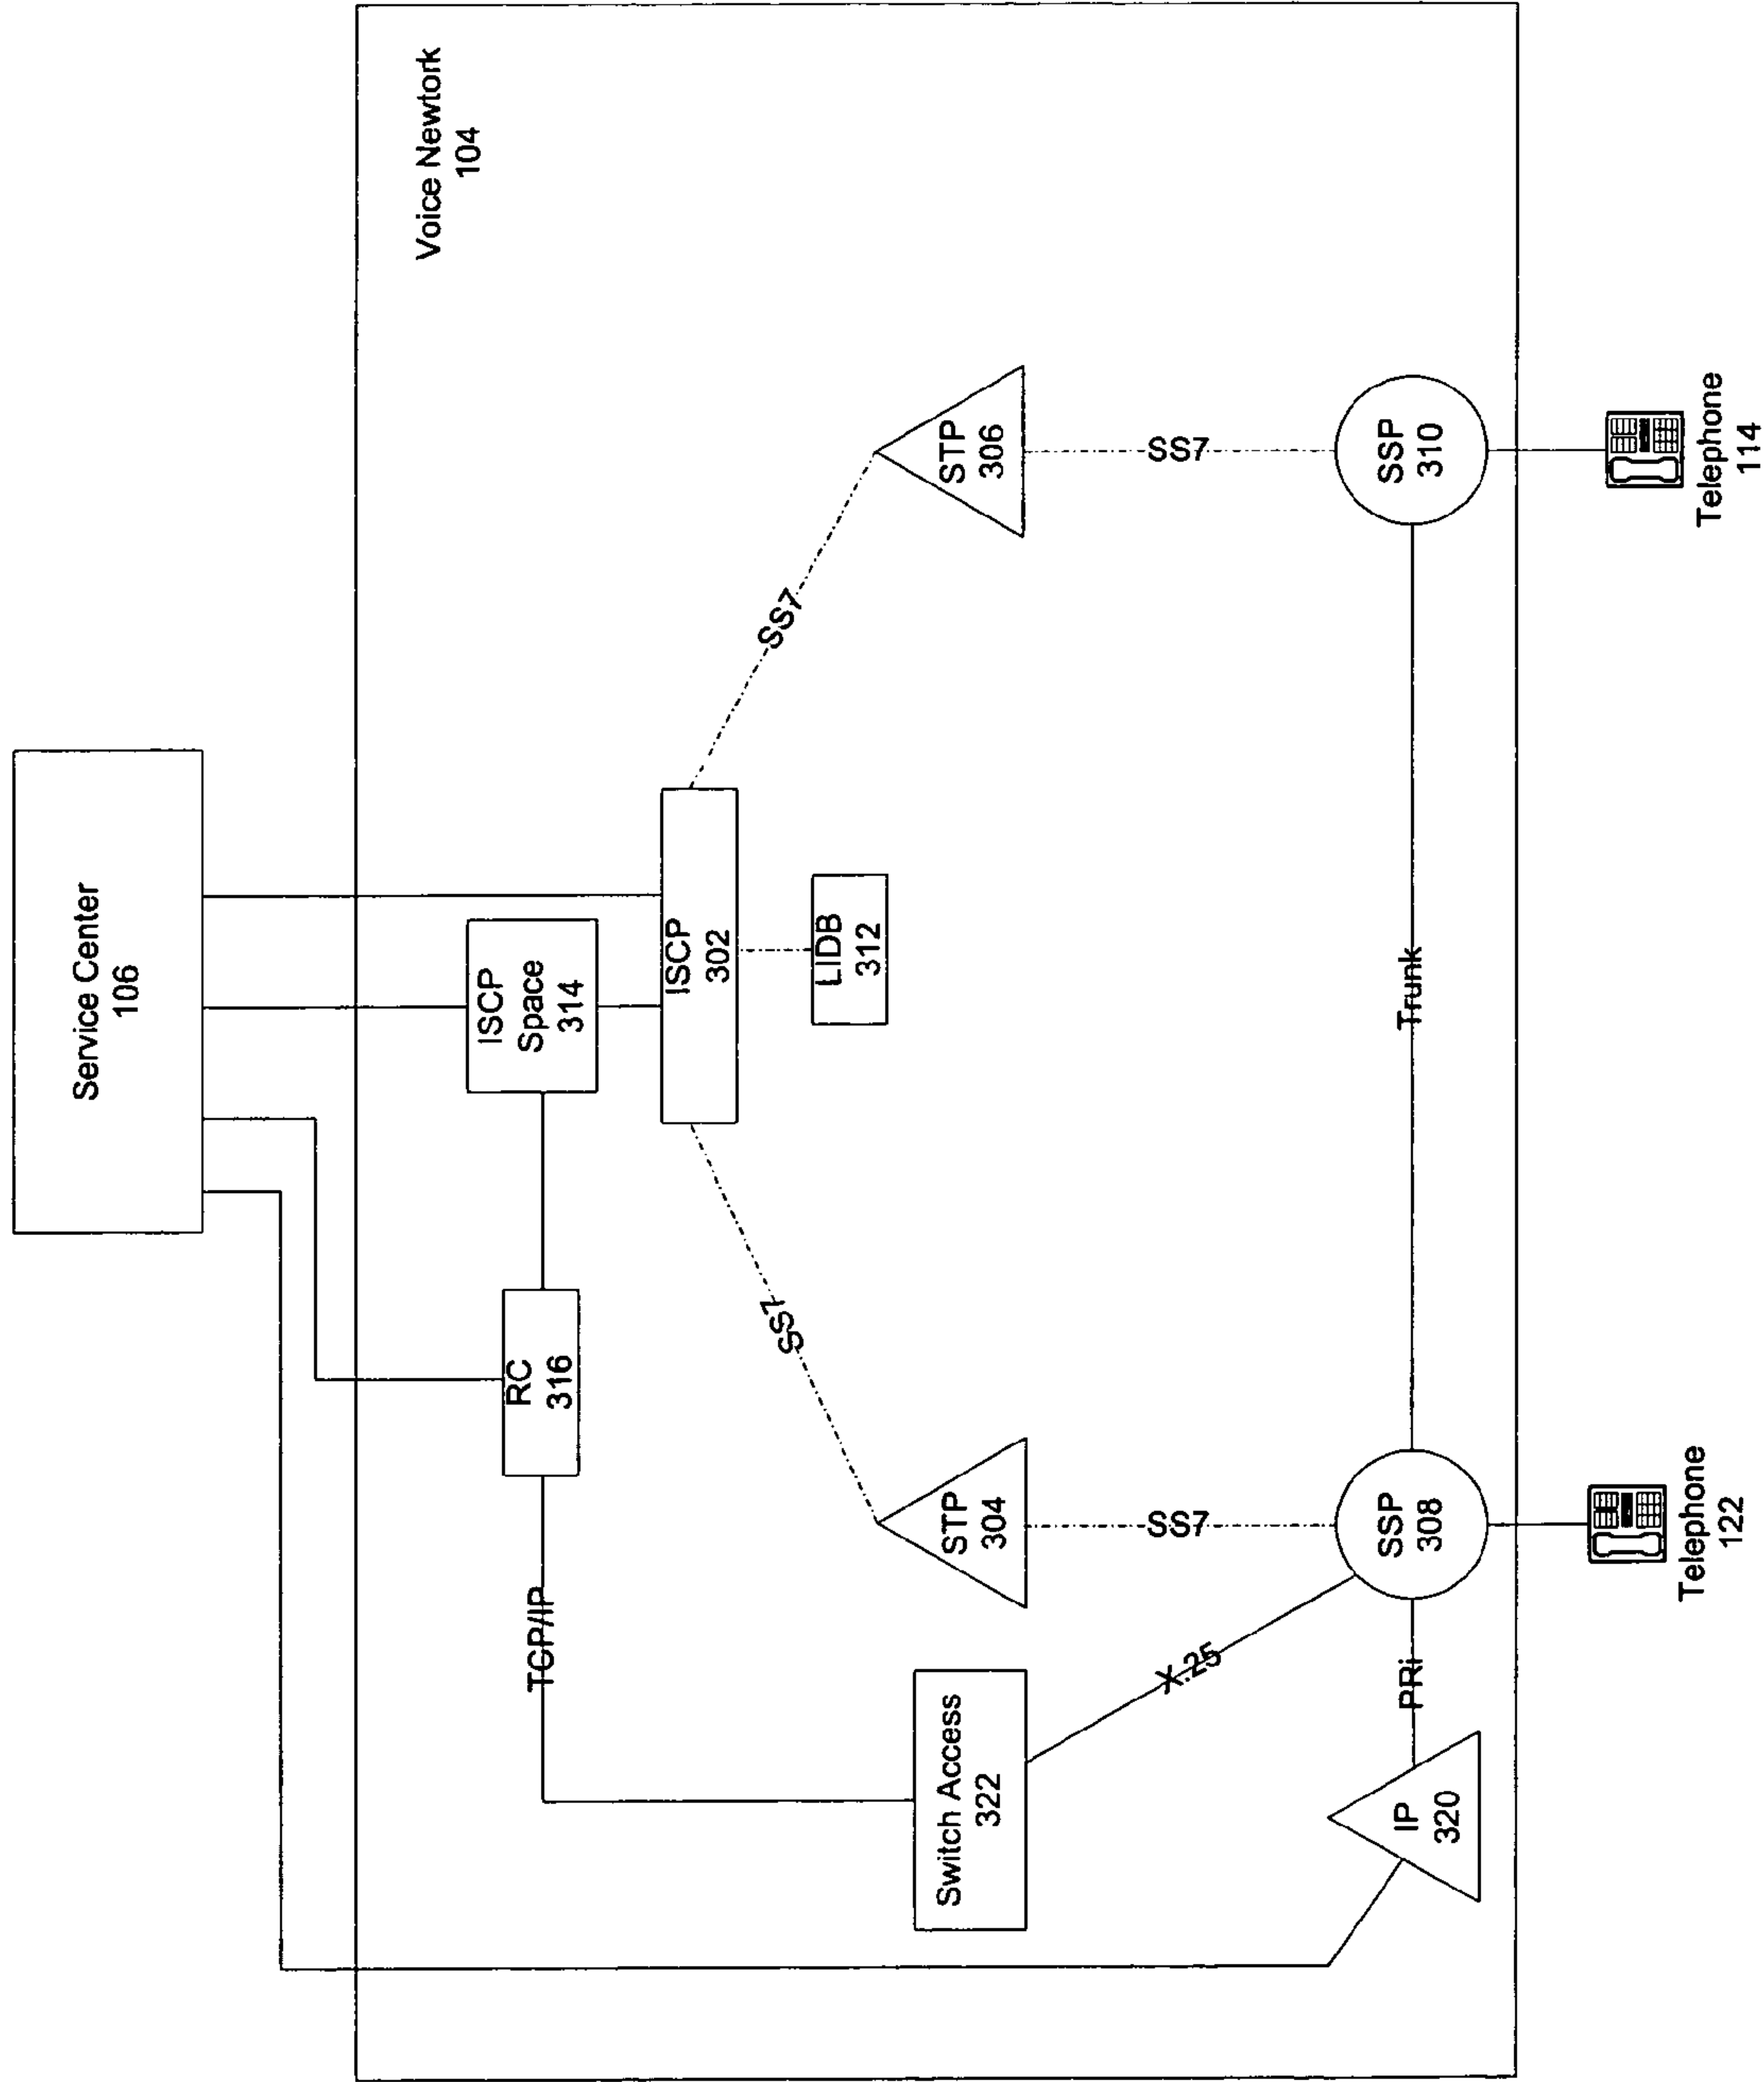 Service Center
106
Voice Newtork
104
RC
316
ISCP
Space
314
TCP/IP
ISCP
302
SS7
SS7
LIDB
312
Switch Access
322
STP
304
STP
306
X.25
SS7
SS7
IP
320
PRi
SSP
308
Trunk
SSP
310
Telephone
122
Telephone
114